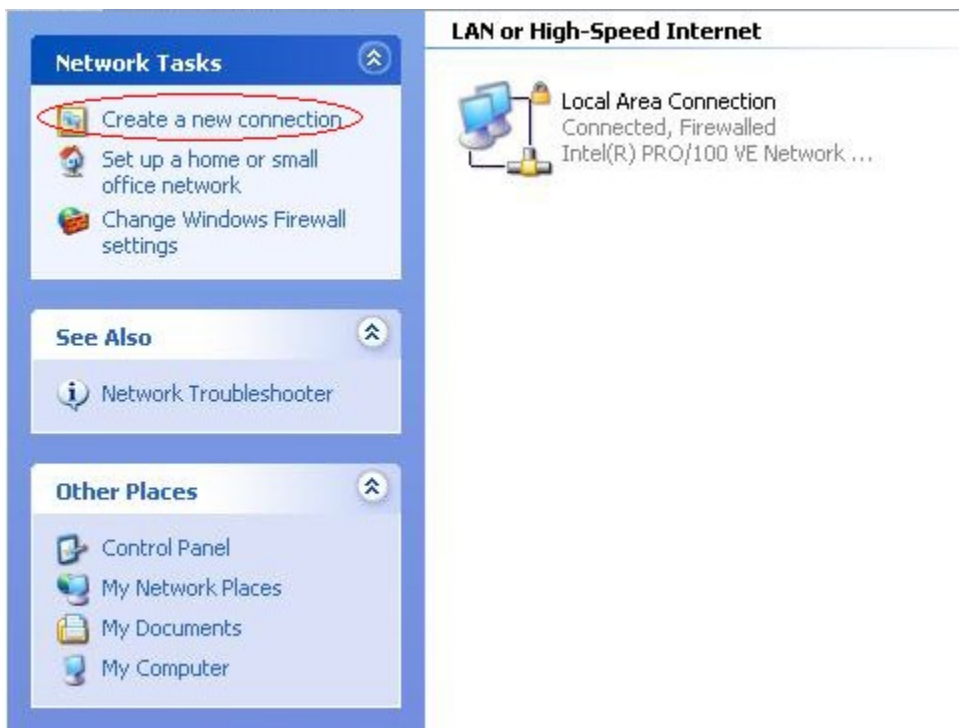 Network Tasks
Create a new connection
Set up a home or small
office network
Change Windows Firewall
settings
See Also
Network Troubleshooter
Other Places
Control Panel
My Network Places
My Documents
My Computer
LAN or High-Speed Internet
Local Area Connection
Connected, Firewalled
Intel(R) PRO/100 VE Network ...